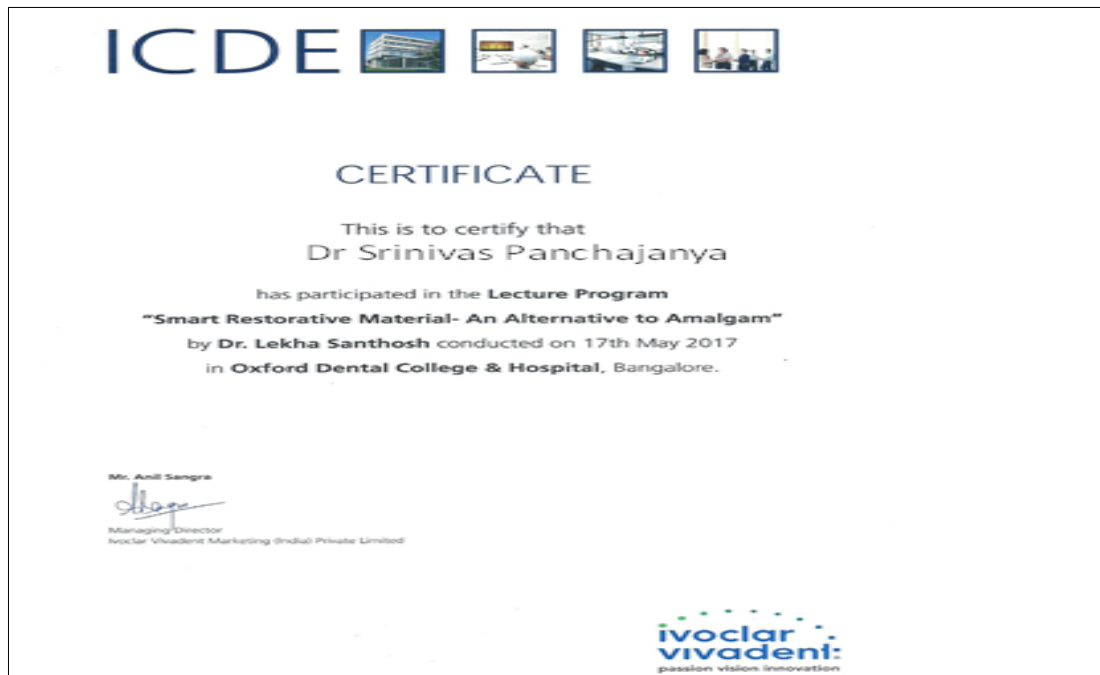 ICDE
CERTIFICATE
This is to certify that
Dr Srinivas Panchajanya
has participated in the Lecture Program
“Smart Restorative Material- An Alternative to Amalgam”
by Dr. Lekha Santhosh conducted on 17th May 2017
in Oxford Dental College & Hospital, Bangalore.
Mr. Anil Sangra
Managing Director
Ivoclar Vivadent Marketing (India) Private Limited
ivoclar
vivadent:
passion vision innovation